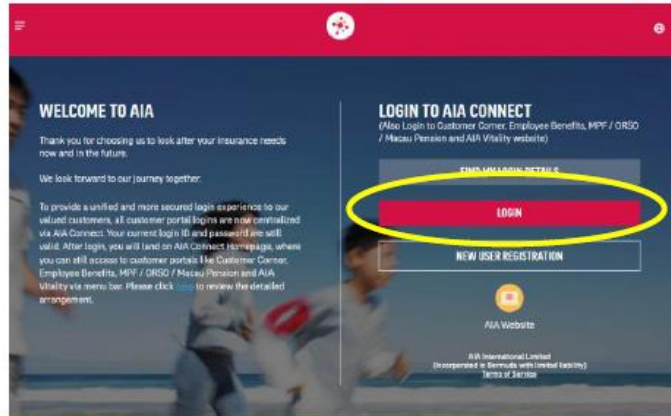 WELCOME TO AIA
Thank you for choosing us to look after your insurance needs
now and in the future.
We look forward to our journey together.
To provide a unified and more secured login experience to our
valued customers, all customer portal logins are now centralized
via AIA Connect. Your current login ID and password are still
valid. After login, you will land on AIA Connect Homepage, where
you can still access to customer portals like Customer Corner,
Employee Benefits, MPF / ORSO / Macau Pension and AIA
Vitality via menu bar. Please click here to review the detailed
arrangement.
LOGIN TO AIA CONNECT
(Also Login to Customer Corner, Employee Benefits, MPF / ORSO
/ Macau Pension and AIA Vitality website)
FIND MY LOGIN DETAILS
LOGIN
NEW USER REGISTRATION
AIA Website
AIA International Limited
(Incorporated in Bermuda with limited liability)
Terms of Service